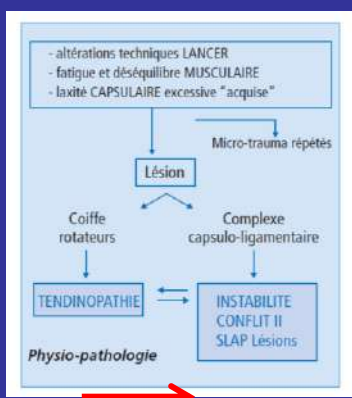 - altérations techniques LANCER
- fatigue et déséquilibre MUSCULAIRE
- laxité CAPSULAIRE excessive "acquise"
Micro-trauma répétés
Lésion
Coiffe
rotateurs
Complexe
capsulo-ligamentaire
TENDINOPATHIE
INSTABILITE
CONFLIT II
SLAP Lésions
Physio-pathologie